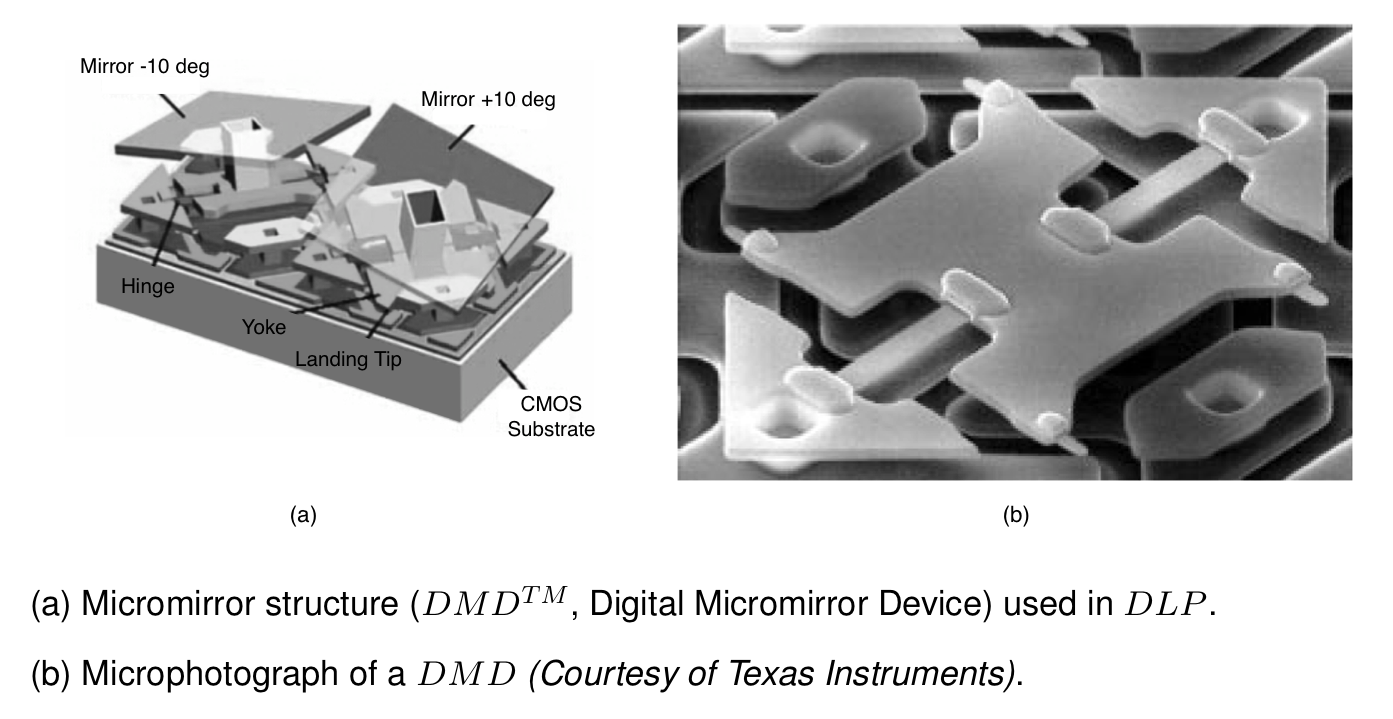 Mirror -10 deg
Mirror +10 deg
Hinge
Yoke
Landing Tip
CMOS
Substrate
(a)
(b)
(a) Micromirror structure (DMD^{TM}, Digital Micromirror Device) used in DLP.
(b) Microphotograph of a DMD (Courtesy of Texas Instruments).